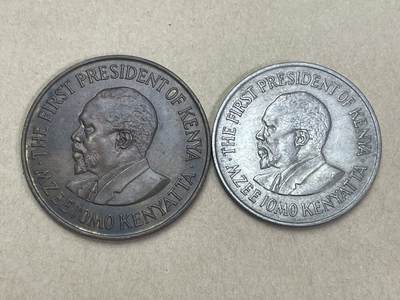 THE FIRST PRESIDENT OF KENYA
MZEE JOMO KENYATTA
THE FIRST PRESIDENT OF KENYA
MZEE JOMO KENYATTA